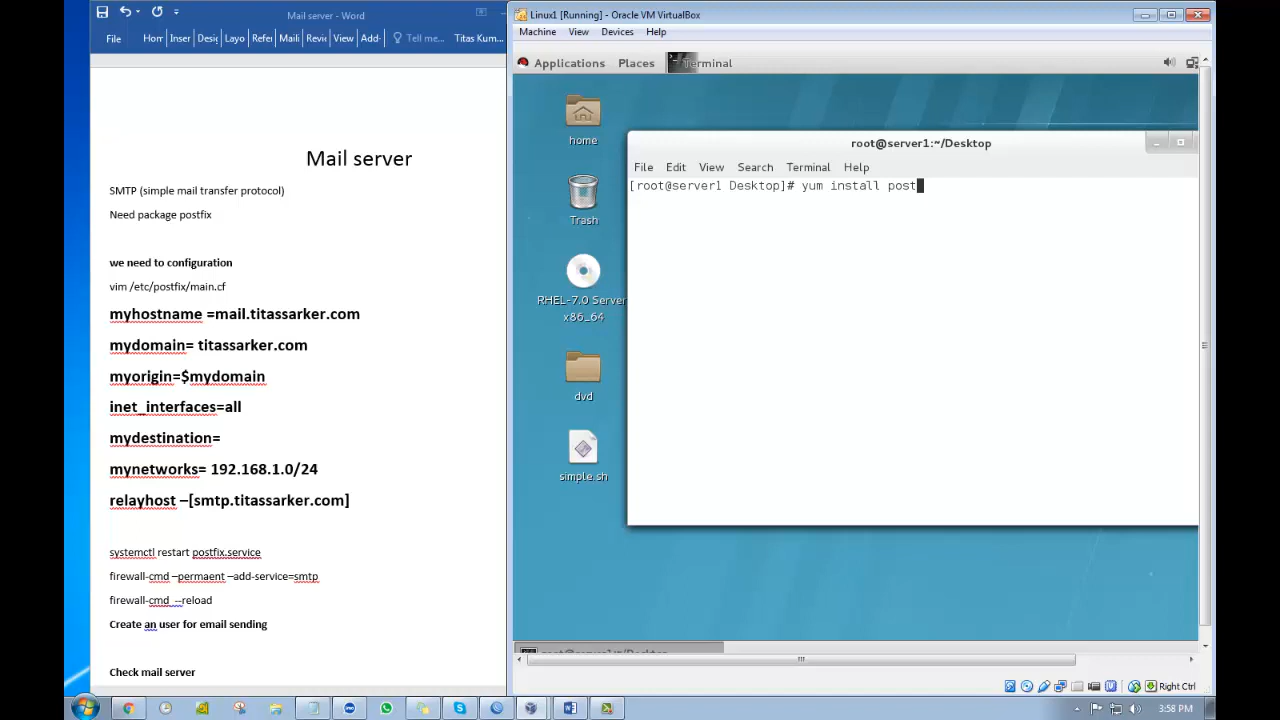 Mail server - Word
File Hom Inser Desig Layo Refer Maili Revie View Add- Tell me... Titas Kum...
Mail server
SMTP (simple mail transfer protocol)
Need package postfix
we need to configuration
vim /etc/postfix/main.cf
myhostname =mail.titassarker.com
mydomain= titassarker.com
myorigin=$mydomain
inet_interfaces=all
mydestination=
mynetworks= 192.168.1.0/24
relayhost –[smtp.titassarker.com]
systemctl restart postfix.service
firewall-cmd –permaent –add-service=smtp
firewall-cmd --reload
Create an user for email sending
Check mail server
Linux1 [Running] - Oracle VM VirtualBox
Machine View Devices Help
Applications Places Terminal
home
Trash
RHEL-7.0 Server
x86_64
dvd
simple.sh
root@server1:~/Desktop
File Edit View Search Terminal Help
[root@server1 Desktop]# yum install post
Right Ctrl
3:58 PM